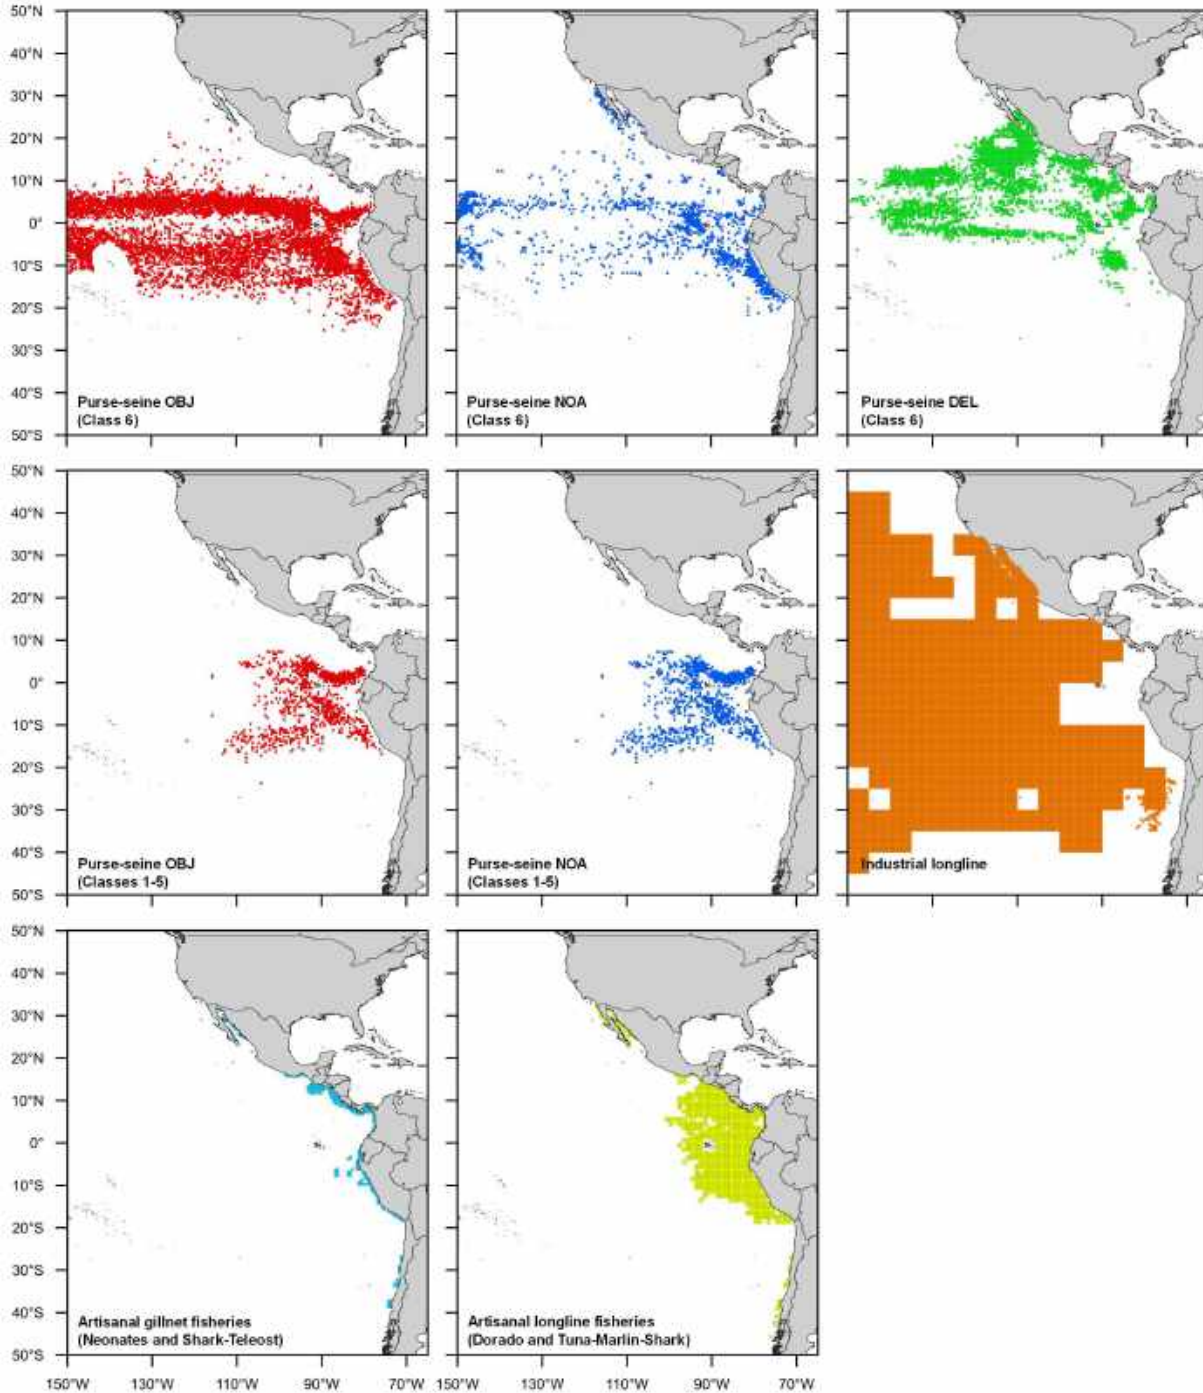 50°N
40°N
30°N
20°N
10°N
0°
10°S
20°S
30°S
40°S
50°S
Purse-seine OBJ
(Class 6)
Purse-seine NOA
(Class 6)
Purse-seine DEL
(Class 6)
50°N
40°N
30°N
20°N
10°N
0°
10°S
20°S
30°S
40°S
50°S
Purse-seine OBJ
(Classes 1-5)
Purse-seine NOA
(Classes 1-5)
Industrial longline
50°N
40°N
30°N
20°N
10°N
0°
10°S
20°S
30°S
40°S
50°S
Artisanal gillnet fisheries
(Neonates and Shark-Teleost)
Artisanal longline fisheries
(Dorado and Tuna-Marlin-Shark)
150°W 130°W 110°W 90°W 70°W 150°W 130°W 110°W 90°W 70°W